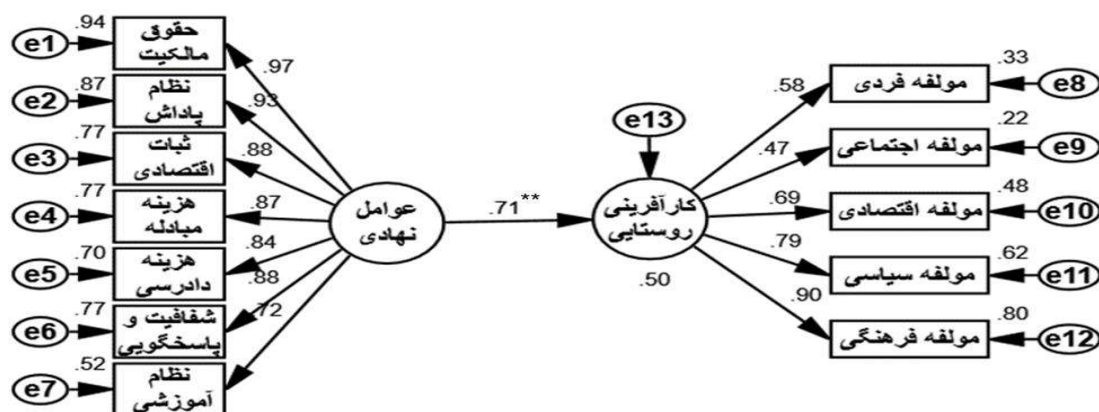 .94
e1
حقوق
مالکیت
.97
.87
e2
نظام
پاداش
.93
.77
e3
ثبات
اقتصادی
.88
.77
e4
هزینه
مبادله
.87
.70
e5
هزینه
دادرسی
.84
.77
e6
شفافیت و
پاسخگویی
.88
.52
e7
نظام
آموزشی
.72
عوامل
نهادی
.71**
e13
کارآفرینی
روستایی
.50
.58
مولفه فردی
.33
e8
.47
مولفه اجتماعی
.22
e9
.69
مولفه اقتصادی
.48
e10
.79
مولفه سیاسی
.62
e11
.90
مولفه فرهنگی
.80
e12